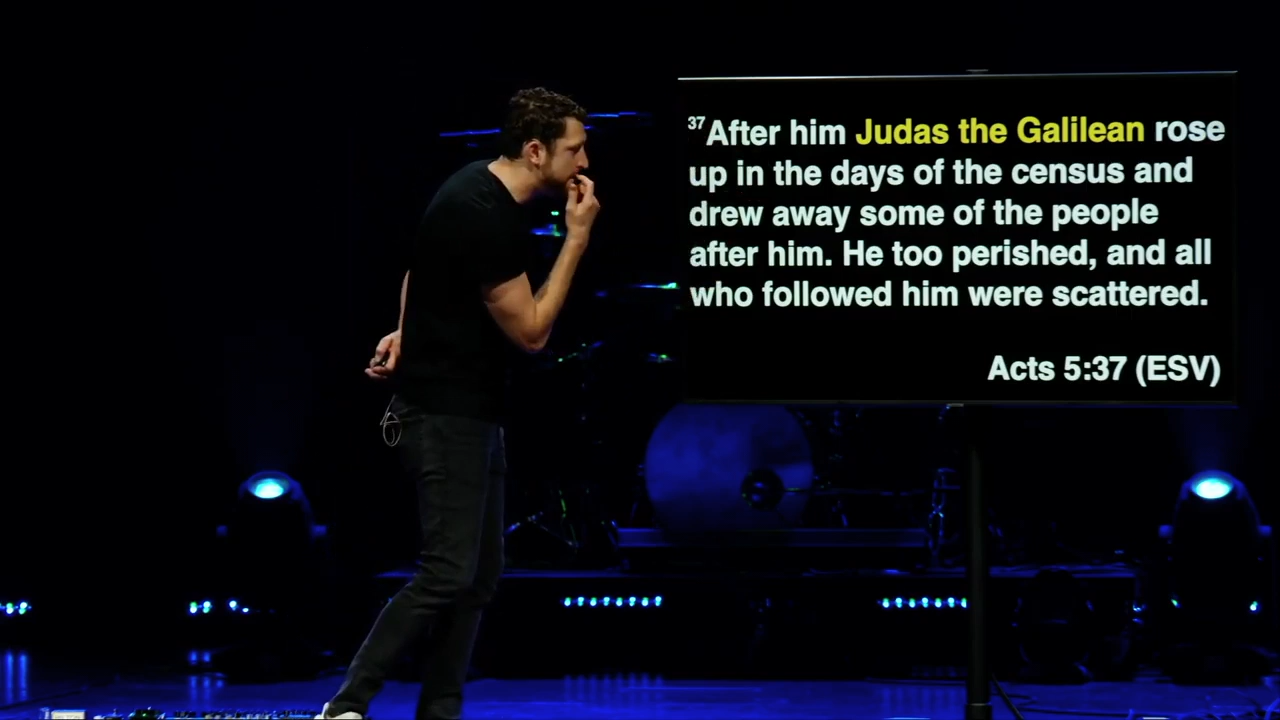 37After him Judas the Galilean rose
up in the days of the census and
drew away some of the people
after him. He too perished, and all
who followed him were scattered.
Acts 5:37 (ESV)